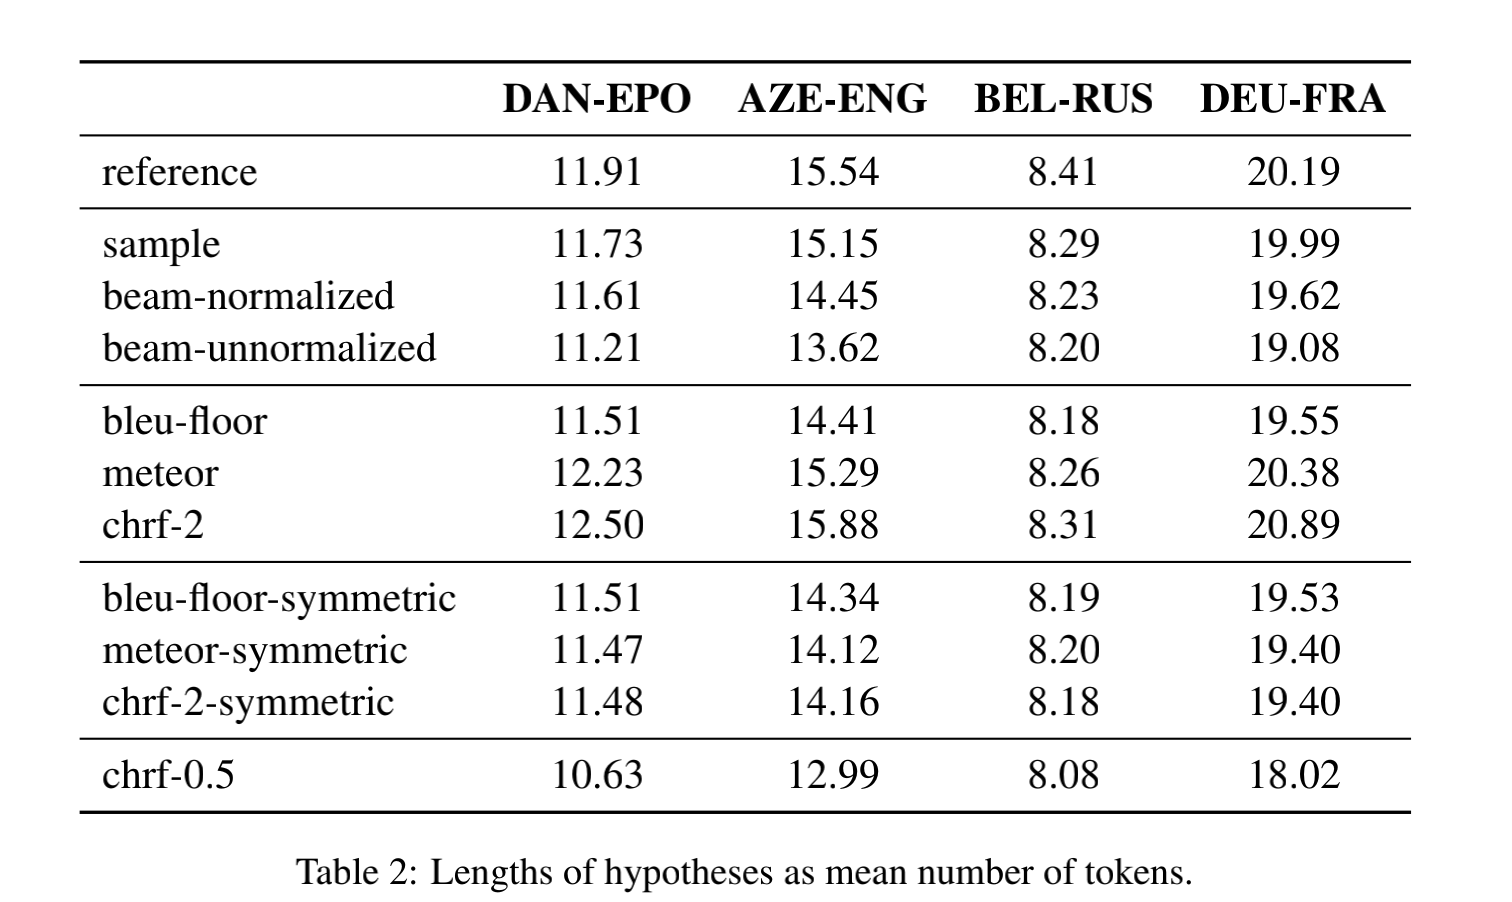 DAN-EPO AZE-ENG BEL-RUS DEU-FRA
reference 11.91 15.54 8.41 20.19
sample 11.73 15.15 8.29 19.99
beam-normalized 11.61 14.45 8.23 19.62
beam-unnormalized 11.21 13.62 8.20 19.08
bleu-floor 11.51 14.41 8.18 19.55
meteor 12.23 15.29 8.26 20.38
chrf-2 12.50 15.88 8.31 20.89
bleu-floor-symmetric 11.51 14.34 8.19 19.53
meteor-symmetric 11.47 14.12 8.20 19.40
chrf-2-symmetric 11.48 14.16 8.18 19.40
chrf-0.5 10.63 12.99 8.08 18.02
Table 2: Lengths of hypotheses as mean number of tokens.